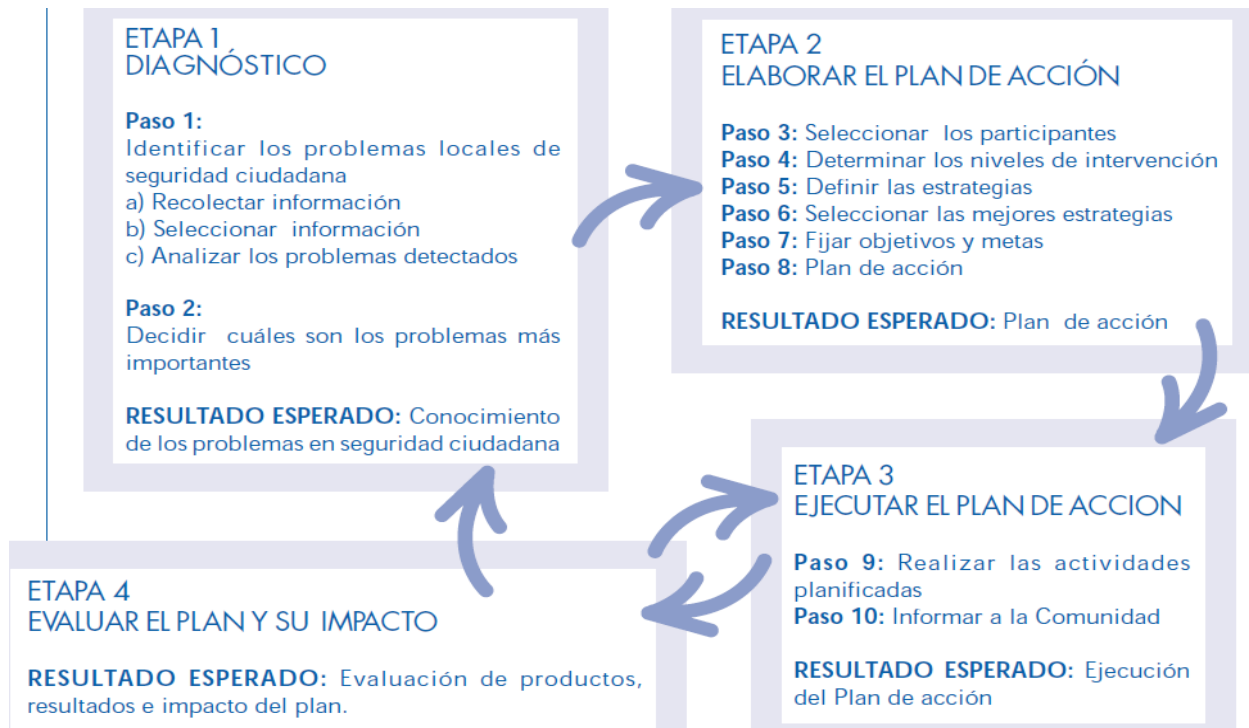 ETAPA 1
DIAGNÓSTICO
Paso 1:
Identificar los problemas locales de
seguridad ciudadana
a) Recolectar información
b) Seleccionar información
c) Analizar los problemas detectados
Paso 2:
Decidir cuáles son los problemas más
importantes
RESULTADO ESPERADO: Conocimiento
de los problemas en seguridad ciudadana
ETAPA 2
ELABORAR EL PLAN DE ACCIÓN
Paso 3: Seleccionar los participantes
Paso 4: Determinar los niveles de intervención
Paso 5: Definir las estrategias
Paso 6: Seleccionar las mejores estrategias
Paso 7: Fijar objetivos y metas
Paso 8: Plan de acción
RESULTADO ESPERADO: Plan de acción
ETAPA 3
EJECUTAR EL PLAN DE ACCION
Paso 9: Realizar las actividades
planificadas
Paso 10: Informar a la Comunidad
RESULTADO ESPERADO: Ejecución
del Plan de acción
ETAPA 4
EVALUAR EL PLAN Y SU IMPACTO
RESULTADO ESPERADO: Evaluación de productos,
resultados e impacto del plan.